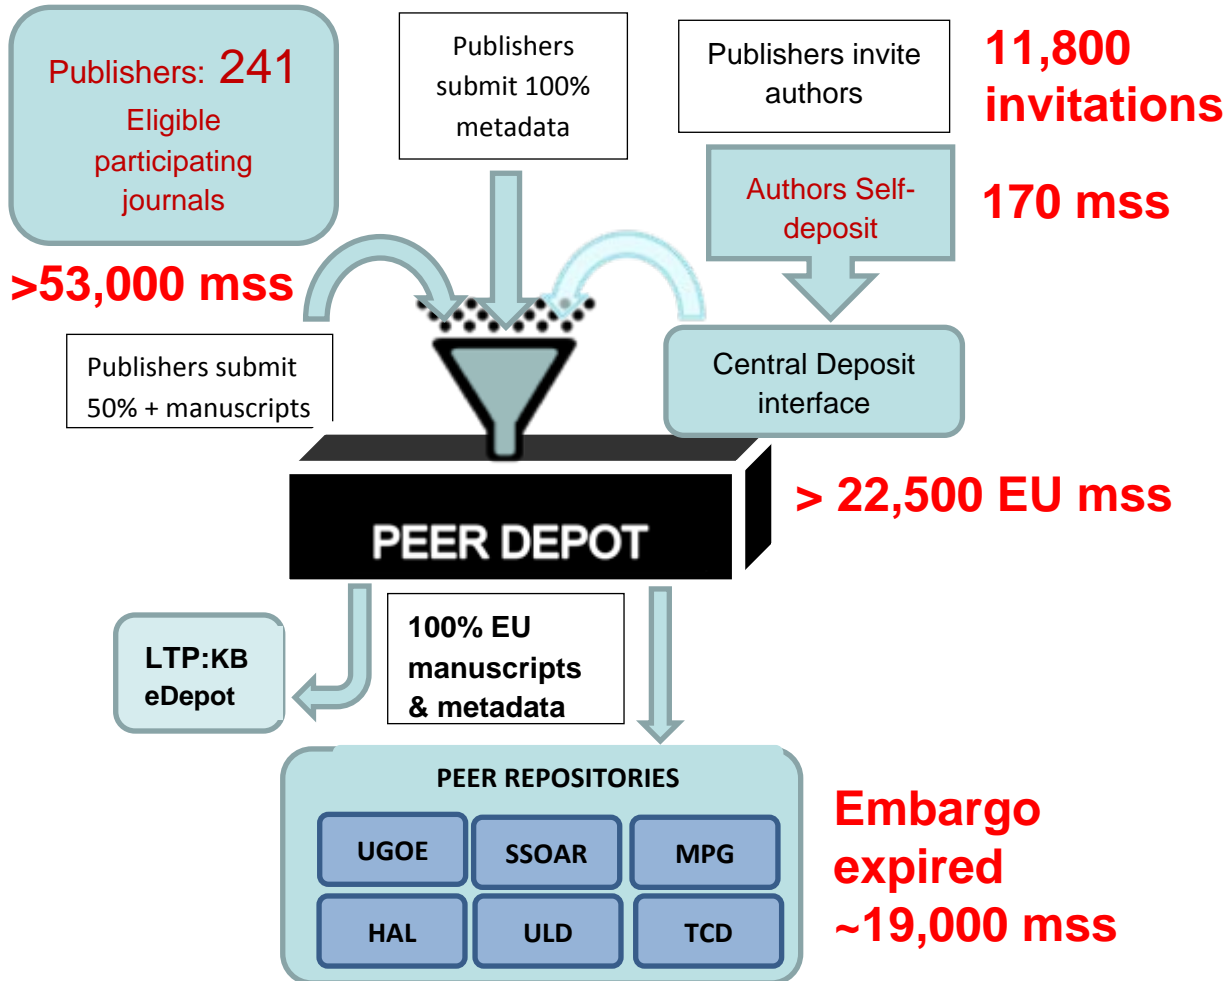 Publishers: 241
Eligible
participating
journals
Publishers
submit 100%
metadata
Publishers invite
authors
11,800
invitations
Authors Self-
deposit
170 mss
>53,000 mss
Publishers submit
50% + manuscripts
Central Deposit
interface
PEER DEPOT
> 22,500 EU mss
LTP:KB
eDepot
100% EU
manuscripts
& metadata
PEER REPOSITORIES
UGOE
SSOAR
MPG
HAL
ULD
TCD
Embargo
expired
~19,000 mss